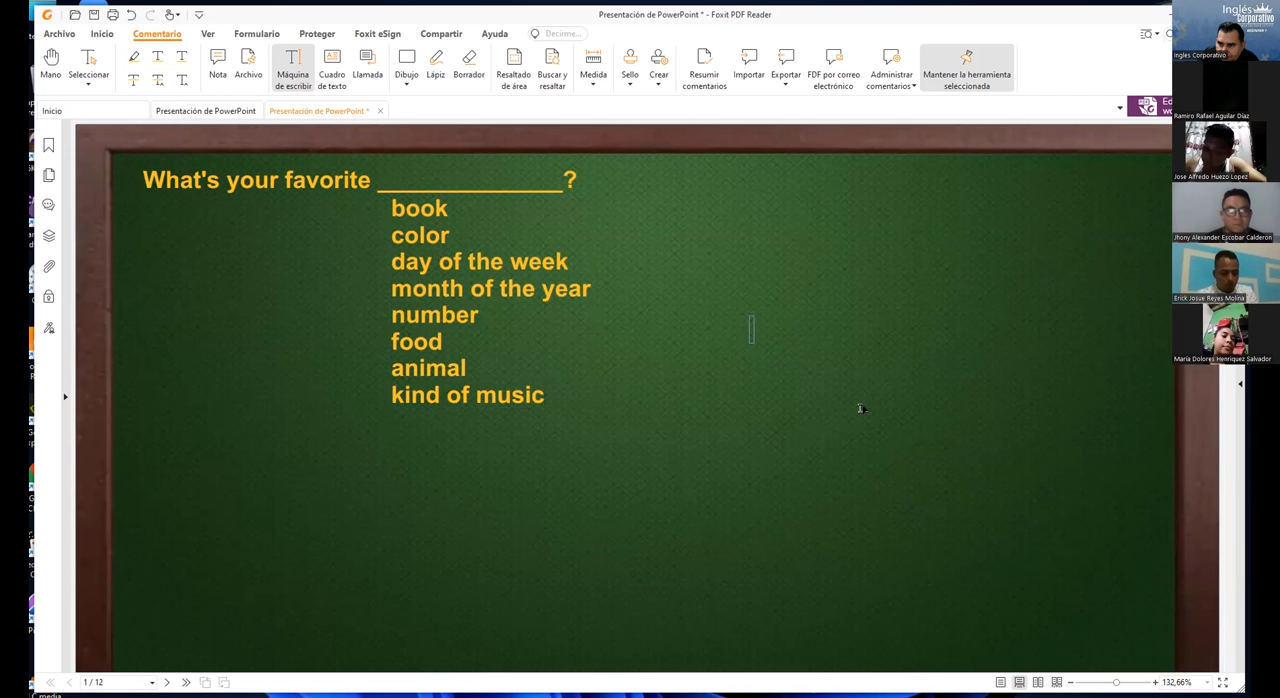 Presentación de PowerPoint * - Foxit PDF Reader
Archivo Inicio Comentario Ver Formulario Proteger Foxit eSign Compartir Ayuda Decirme...
Mano Seleccionar Nota Archivo Máquina de escribir Cuadro de texto Llamada Dibujo Lápiz Borrador Resaltado de área Buscar y resaltar Medida Sello Crear Resumir comentarios Importar Exportar PDF por correo electrónico Administrar comentarios Mantener la herramienta seleccionada
Inicio Presentación de PowerPoint Presentación de PowerPoint *
What's your favorite ______________?
book
color
day of the week
month of the year
number
food
animal
kind of music
Inglés
Corporativo
Inglés Corporativo
Ramiro Rafael Aguilar Díaz
Jose Alfredo Huezo Lopez
Jhony Alexander Escobar Calderon
Erick Josue Reyes Molina
María Dolores Henriquez Salvador
1 / 12
132,66%
media